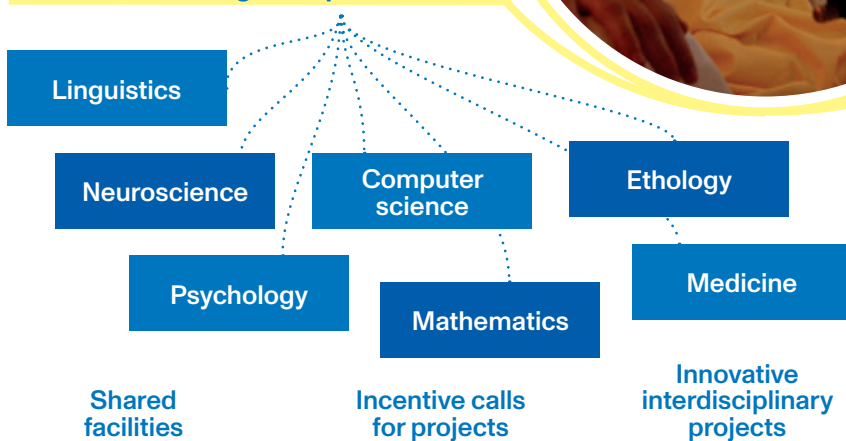 Linguistics
Neuroscience
Computer
science
Ethology
Psychology
Mathematics
Medicine
Shared
facilities
Incentive calls
for projects
Innovative
interdisciplinary
projects